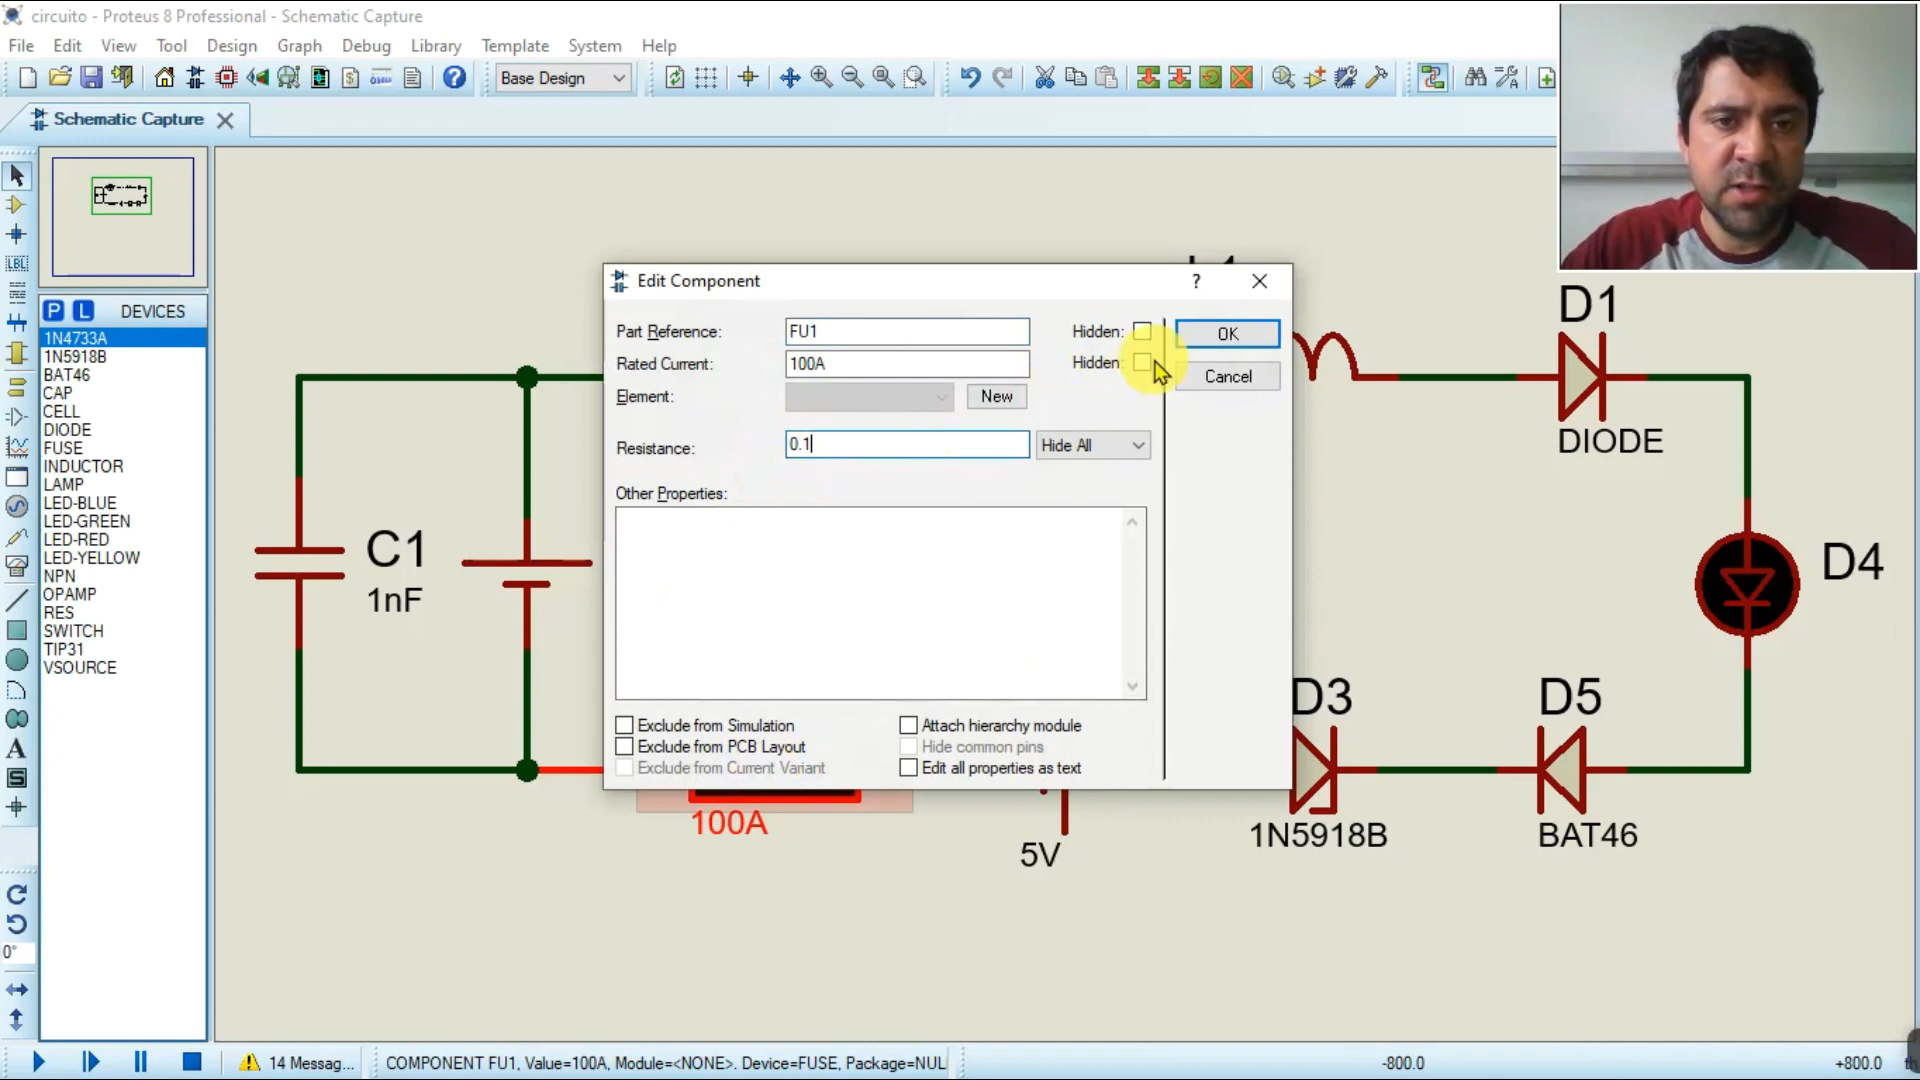 circuito - Proteus 8 Professional - Schematic Capture
File Edit View Tool Design Graph Debug Library Template System Help
Base Design
Schematic Capture
P L DEVICES
1N4733A
1N5918B
BAT46
CAP
CELL
DIODE
FUSE
INDUCTOR
LAMP
LED-BLUE
LED-GREEN
LED-RED
LED-YELLOW
NPN
OPAMP
RES
SWITCH
TIP31
VSOURCE
LBL
A
S
0°
Edit Component
?
Part Reference: FU1 Hidden:
OK
Rated Current: 100A Hidden:
Cancel
Element: New
Resistance: 0.1 Hide All
Other Properties:
Exclude from Simulation Attach hierarchy module
Exclude from PCB Layout Hide common pins
Exclude from Current Variant Edit all properties as text
C1
1nF
D1
DIODE
D4
D3
1N5918B
D5
BAT46
100A
5V
14 Messag...
COMPONENT FU1, Value=100A, Module=<NONE>. Device=FUSE, Package=NUL
-800.0
+800.0